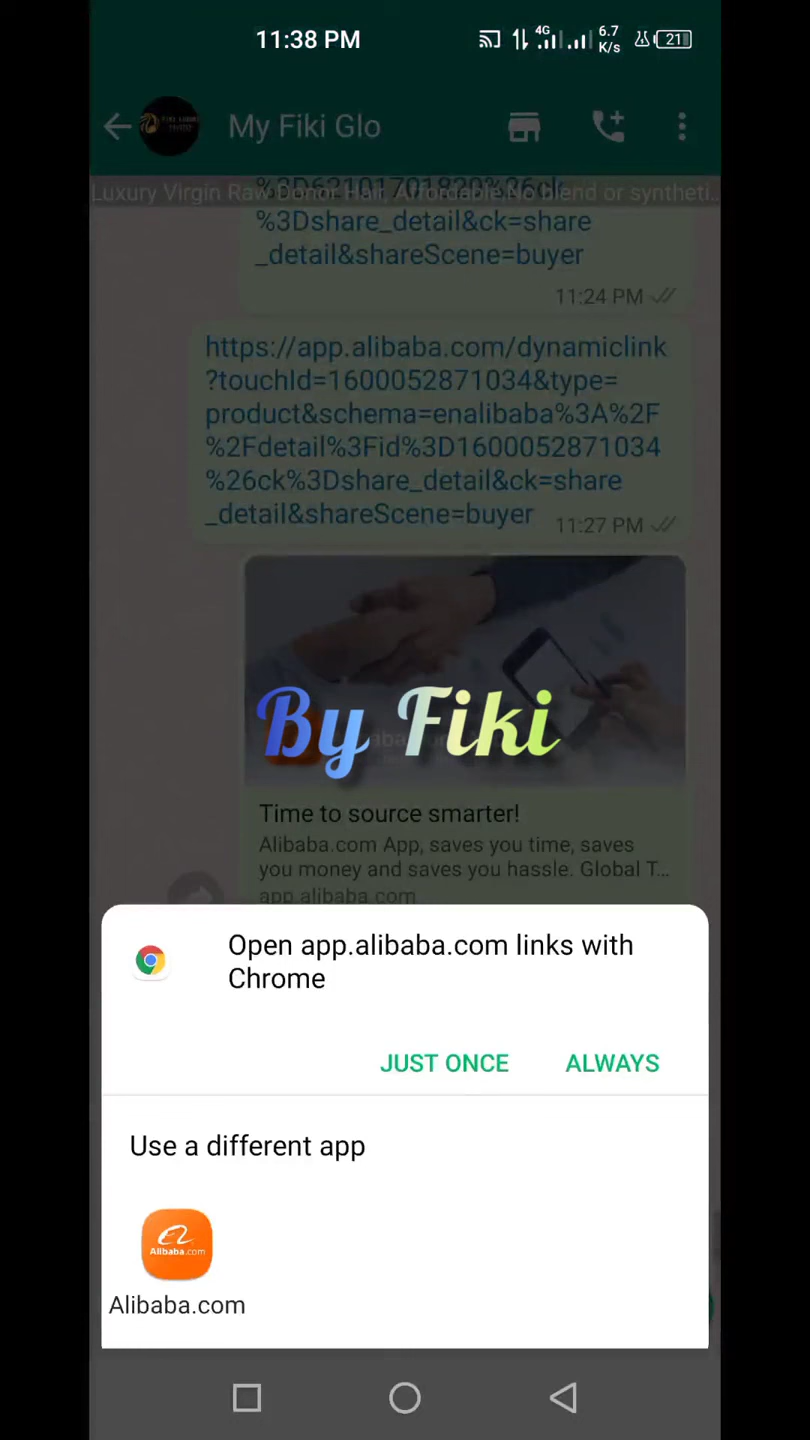 11:38 PM
4G
6.7
K/s
21
My Fiki Glo
Luxury Virgin Raw Donor Hair, Affordable.No blend or syntheti...
%3D62101701820%26ck
%3Dshare_detail&ck=share
_detail&shareScene=buyer
11:24 PM
https://app.alibaba.com/dynamiclink
?touchId=1600052871034&type=
product&schema=enalibaba%3A%2F
%2Fdetail%3Fid%3D1600052871034
%26ck%3Dshare_detail&ck=share
_detail&shareScene=buyer
11:27 PM
By Fiki
Time to source smarter!
Alibaba.com App, saves you time, saves
you money and saves you hassle. Global T...
app.alibaba.com
Open app.alibaba.com links with
Chrome
JUST ONCE
ALWAYS
Use a different app
Alibaba.com
Alibaba.com